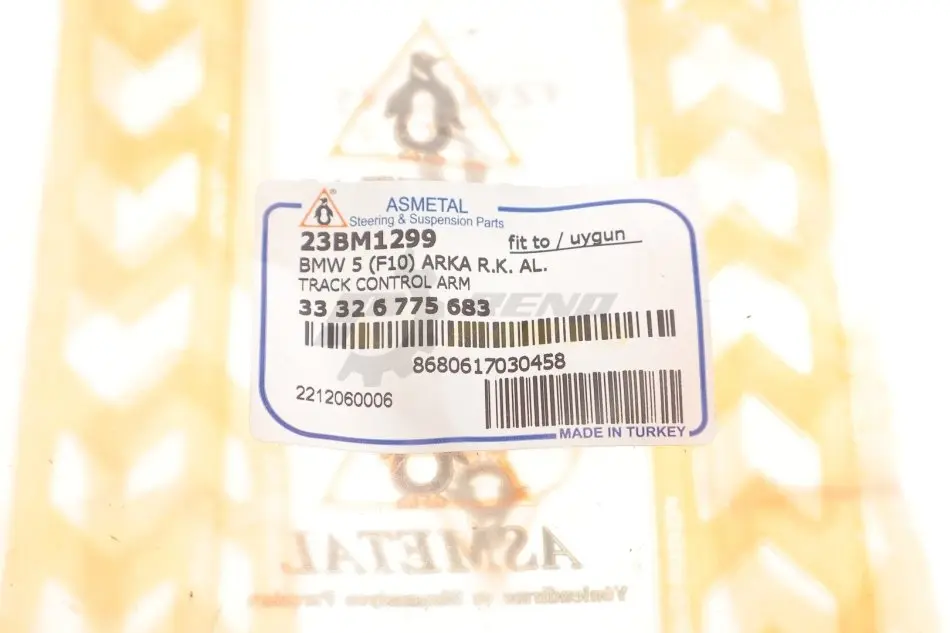 ASMETAL
Steering & Suspension Parts
23BM1299 fit to / uygun
BMW 5 (F10) ARKA R.K. AL.
TRACK CONTROL ARM
33 32 6 775 683
8680617030458
2212060006
MADE IN TURKEY
ASMETAL